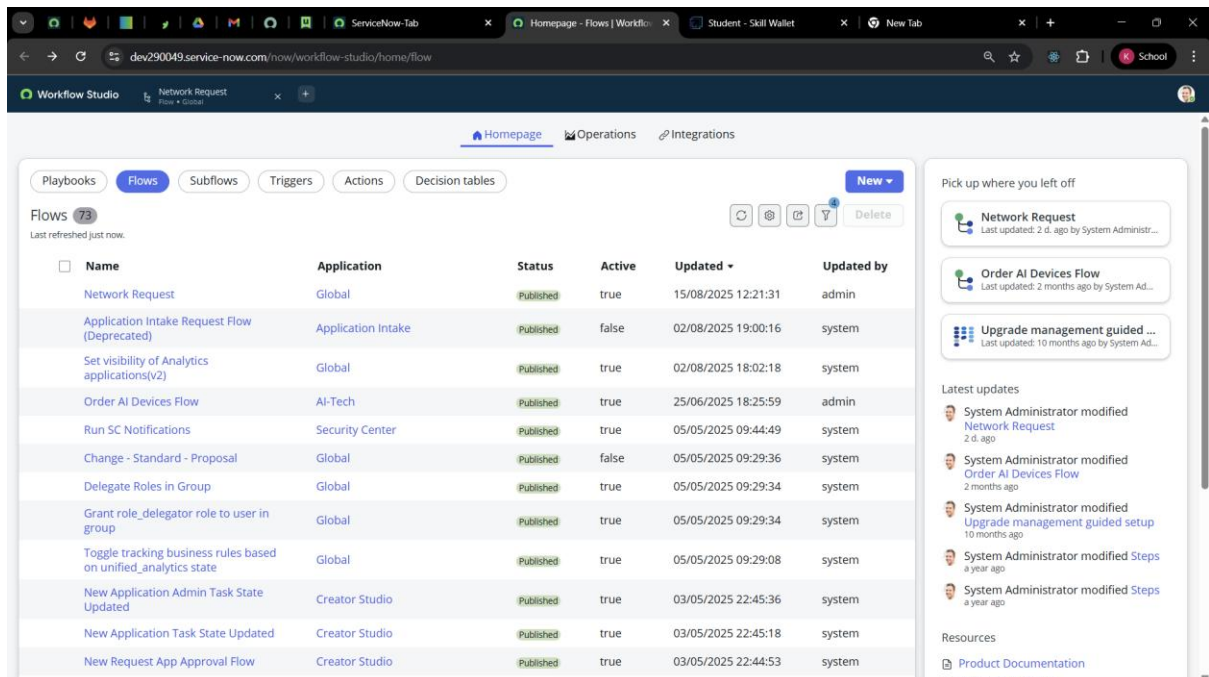 ServiceNow-Tab
Homepage - Flows | Workflo
Student - Skill Wallet
New Tab
dev290049.service-now.com/now/workflow-studio/home/flow
K School
Workflow Studio
Network Request
Flow • Global
Homepage Operations Integrations
Playbooks Flows Subflows Triggers Actions Decision tables New
Flows 73
Last refreshed just now.
4
Delete
Name Application Status Active Updated Updated by
Network Request Global Published true 15/08/2025 12:21:31 admin
Application Intake Request Flow
(Deprecated) Application Intake Published false 02/08/2025 19:00:16 system
Set visibility of Analytics
applications(v2) Global Published true 02/08/2025 18:02:18 system
Order AI Devices Flow AI-Tech Published true 25/06/2025 18:25:59 admin
Run SC Notifications Security Center Published true 05/05/2025 09:44:49 system
Change - Standard - Proposal Global Published false 05/05/2025 09:29:36 system
Delegate Roles in Group Global Published true 05/05/2025 09:29:34 system
Grant role_delegator role to user in
group Global Published true 05/05/2025 09:29:34 system
Toggle tracking business rules based
on unified_analytics state Global Published true 05/05/2025 09:29:08 system
New Application Admin Task State
Updated Creator Studio Published true 03/05/2025 22:45:36 system
New Application Task State Updated Creator Studio Published true 03/05/2025 22:45:18 system
New Request App Approval Flow Creator Studio Published true 03/05/2025 22:44:53 system
Pick up where you left off
Network Request
Last updated: 2 d. ago by System Administr...
Order AI Devices Flow
Last updated: 2 months ago by System Ad...
Upgrade management guided ...
Last updated: 10 months ago by System Ad...
Latest updates
System Administrator modified
Network Request
2 d. ago
System Administrator modified
Order AI Devices Flow
2 months ago
System Administrator modified
Upgrade management guided setup
10 months ago
System Administrator modified Steps
a year ago
System Administrator modified Steps
a year ago
Resources
Product Documentation